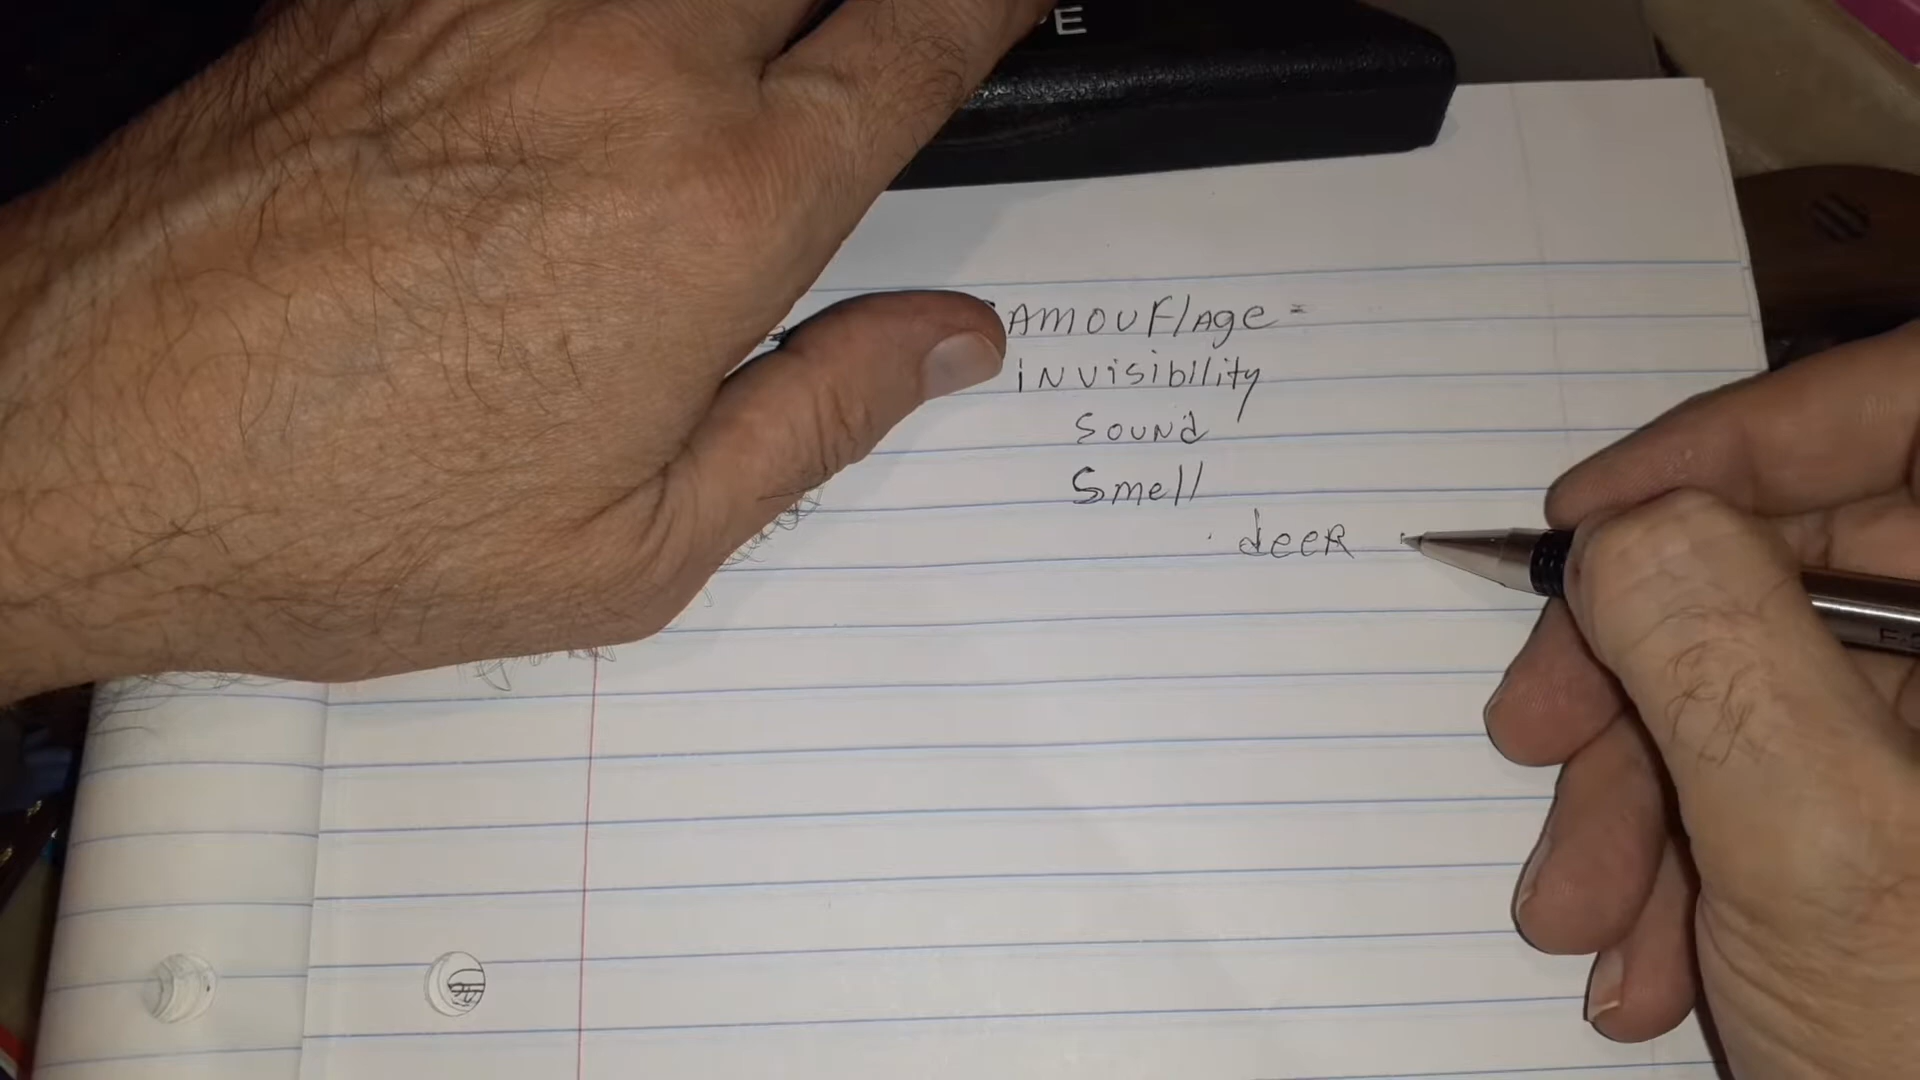 AMOUFlAge =
iNvisibility
SOUNd
Smell
deeR